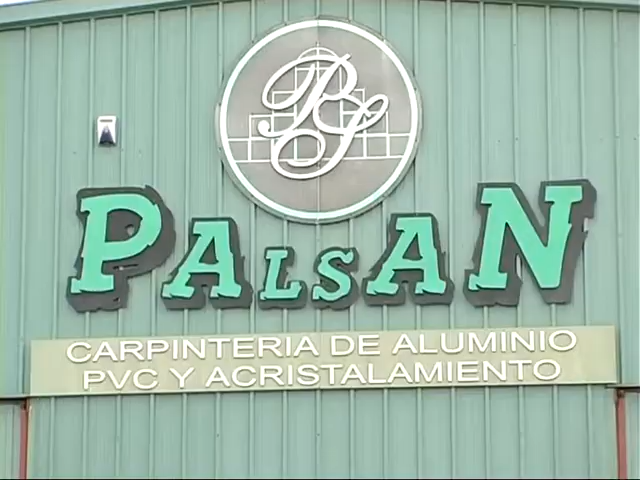 PS
PALSAN
CARPINTERIA DE ALUMINIO
PVC Y ACRISTALAMIENTO